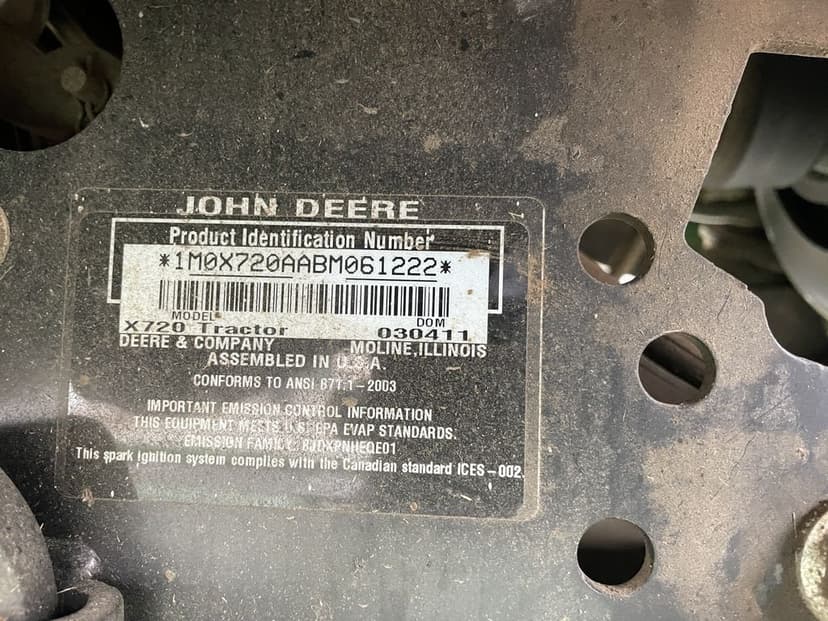 JOHN DEERE
Product Identification Number
*1M0X720AABM061222*
MODEL DOM
X720 Tractor 030411
DEERE & COMPANY MOLINE, ILLINOIS
ASSEMBLED IN U.S.A.
CONFORMS TO ANSI B71.1-2003
IMPORTANT EMISSION CONTROL INFORMATION
THIS EQUIPMENT MEETS U.S. EPA EVAP STANDARDS.
EMISSION FAMILY:
This spark ignition system complies with the Canadian standard ICES-002.